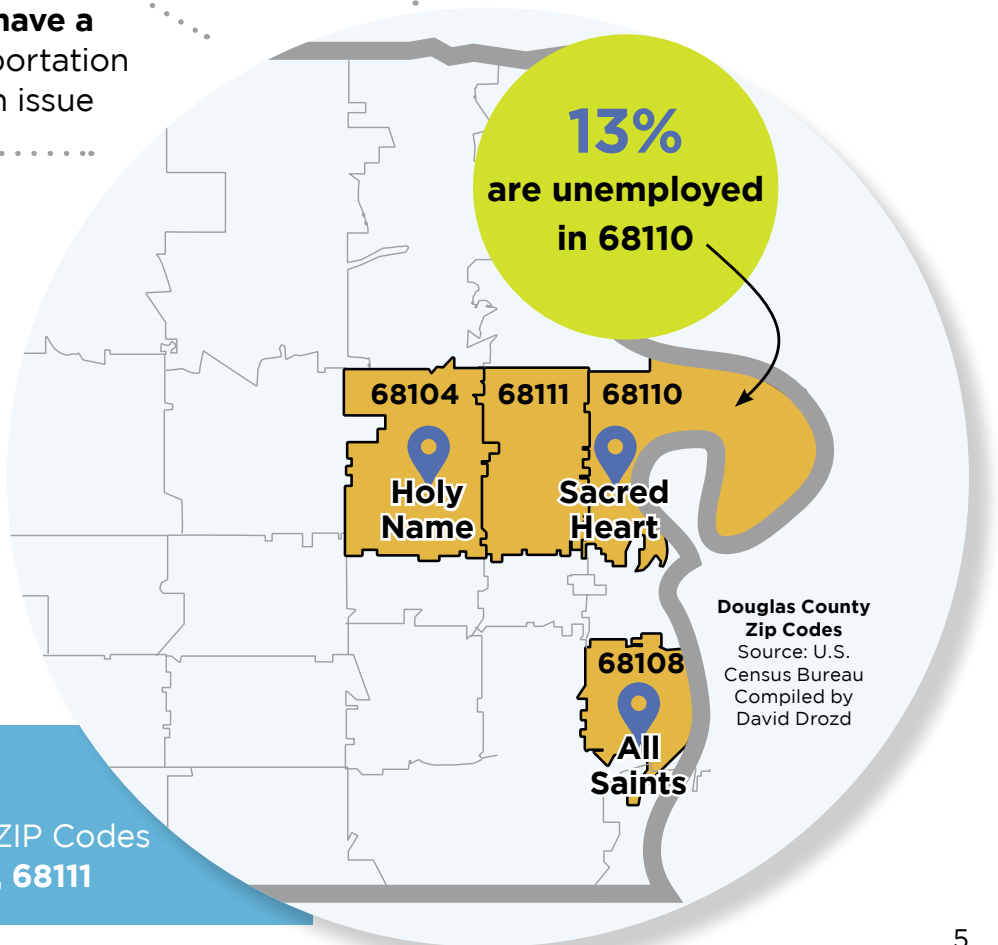 have a
portation
n issue
13%
are unemployed
in 68110
68104
68111
68110
Holy
Name
Sacred
Heart
Douglas County
Zip Codes
Source: U.S.
Census Bureau
Compiled by
David Drozd
68108
All
Saints
ZIP Codes
, 68111
5